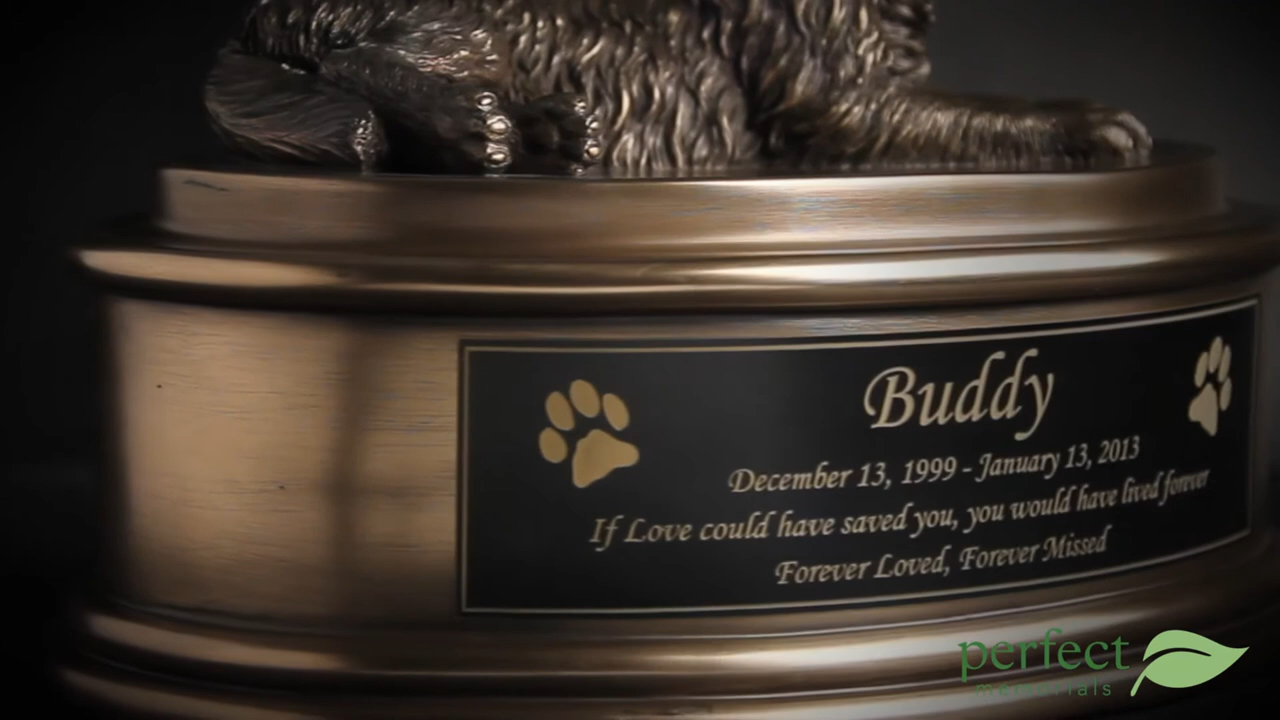 Buddy
December 13, 1999 - January 13, 2013
If Love could have saved you, you would have lived forever
Forever Loved, Forever Missed
perfect
memorials